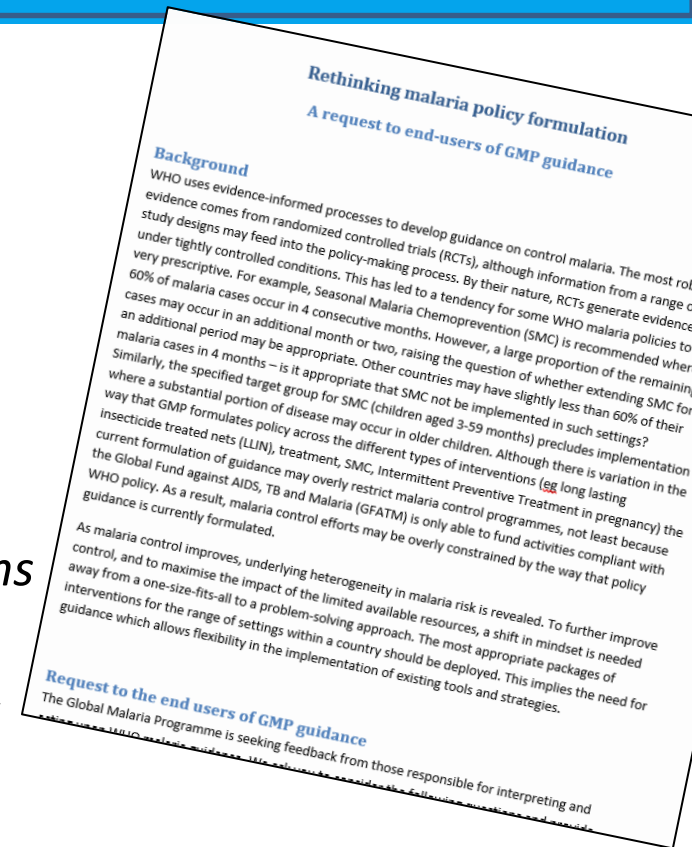 Rethinking malaria policy formulation
A request to end-users of GMP guidance
Background
WHO uses evidence-informed processes to develop guidance on control malaria. The most rob
evidence comes from randomized controlled trials (RCTs), although information from a range o
study designs may feed into the policy-making process. By their nature, RCTs generate evidence
under tightly controlled conditions. This has led to a tendency for some WHO malaria policies to
very prescriptive. For example, Seasonal Malaria Chemoprevention (SMC) is recommended wher
60% of malaria cases occur in 4 consecutive months. However, a large proportion of the remaining
cases may occur in an additional month or two, raising the question of whether extending SMC for
an additional period may be appropriate. Other countries may have slightly less than 60% of their
malaria cases in 4 months – is it appropriate that SMC not be implemented in such settings?
Similarly, the specified target group for SMC (children aged 3-59 months) precludes implementation
where a substantial portion of disease may occur in older children. Although there is variation in the
way that GMP formulates policy across the different types of interventions (eg long lasting
insecticide treated nets (LLIN), treatment, SMC, Intermittent Preventive Treatment in pregnancy) the
current formulation of guidance may overly restrict malaria control programmes, not least because
the Global Fund against AIDS, TB and Malaria (GFATM) is only able to fund activities compliant with
WHO policy. As a result, malaria control efforts may be overly constrained by the way that policy
guidance is currently formulated.
As malaria control improves, underlying heterogeneity in malaria risk is revealed. To further improve
control, and to maximise the impact of the limited available resources, a shift in mindset is needed
away from a one-size-fits-all to a problem-solving approach. The most appropriate packages of
interventions for the range of settings within a country should be deployed. This implies the need for
guidance which allows flexibility in the implementation of existing tools and strategies.
ns
Request to the end users of GMP guidance
The Global Malaria Programme is seeking feedback from those responsible for interpreting and